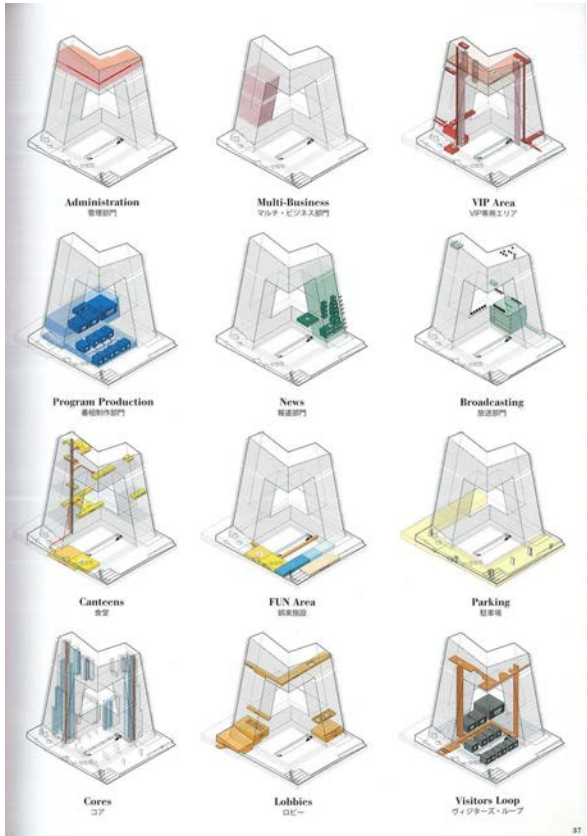 Administration
管理部門
Multi-Business
マルチ・ビジネス部門
VIP Area
VIP専用エリア
Program Production
番組制作部門
News
報道部門
Broadcasting
放送部門
Canteens
食堂
FUN Area
娯楽施設
Parking
駐車場
Cores
コア
Lobbies
ロビー
Visitors Loop
ヴィジターズ・ループ
37